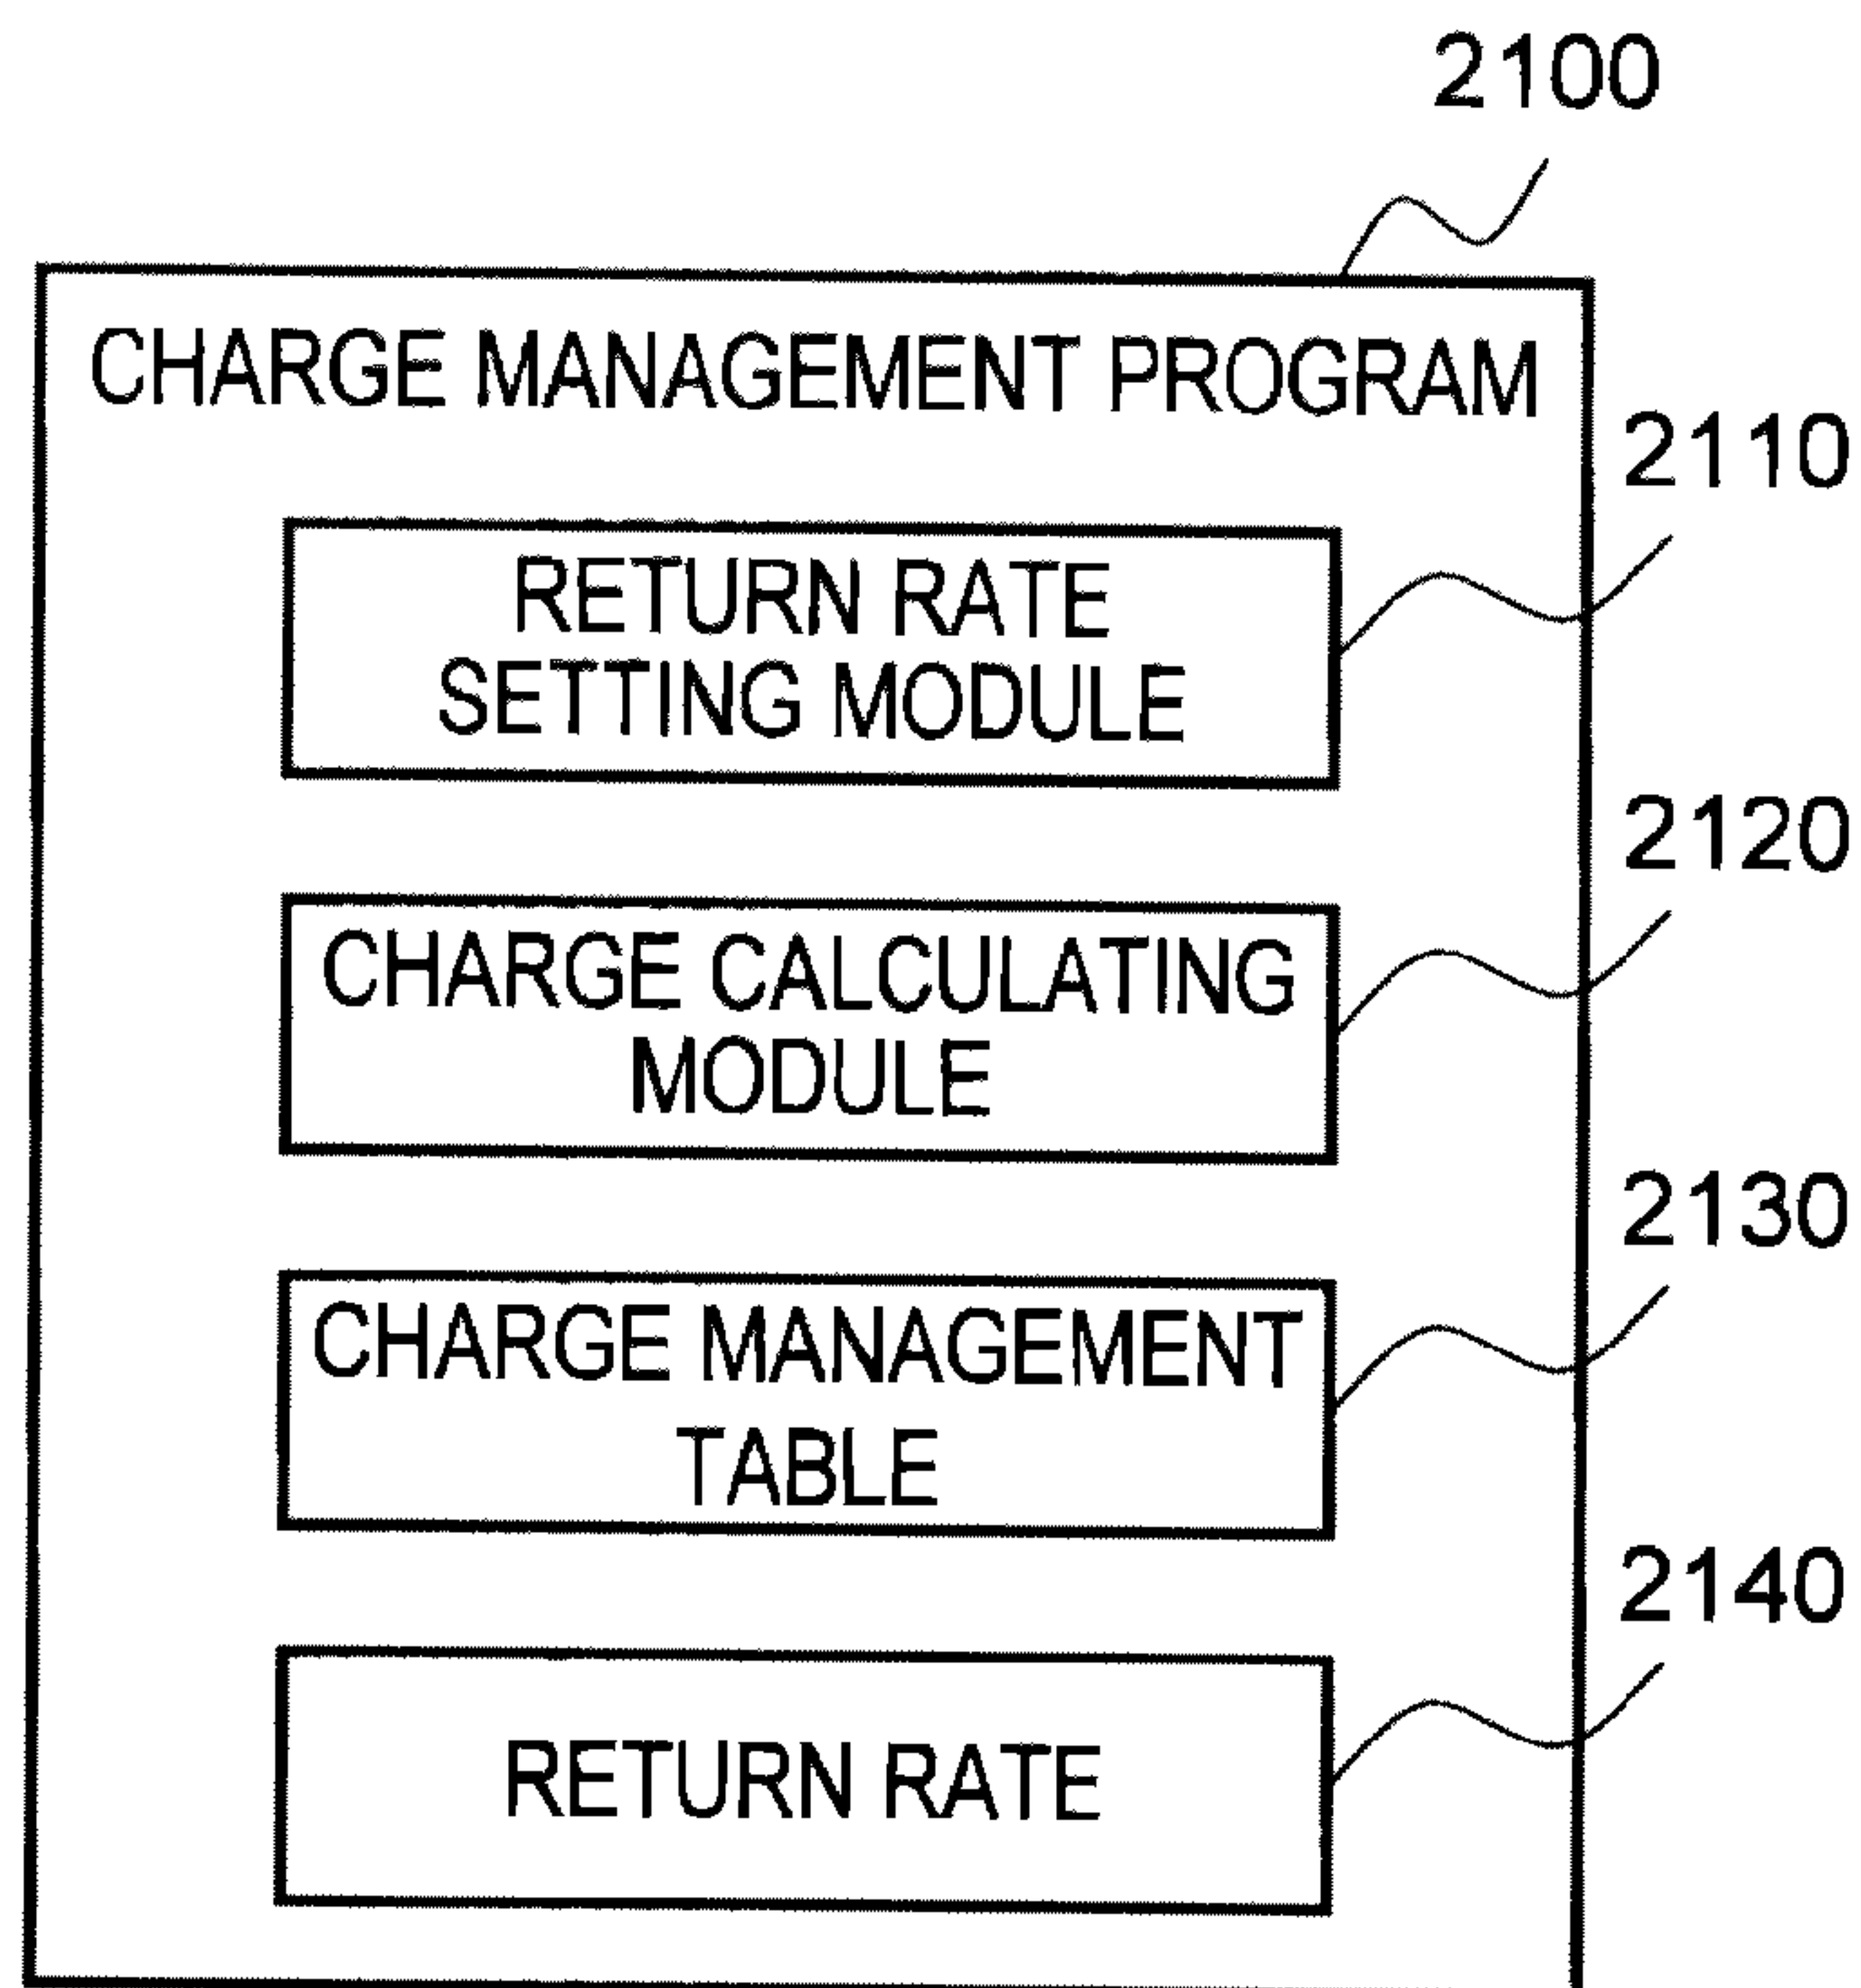 2100
CHARGE MANAGEMENT PROGRAM
2110
RETURN RATE
SETTING MODULE
2120
CHARGE CALCULATING
MODULE
2130
CHARGE MANAGEMENT
TABLE
2140
RETURN RATE